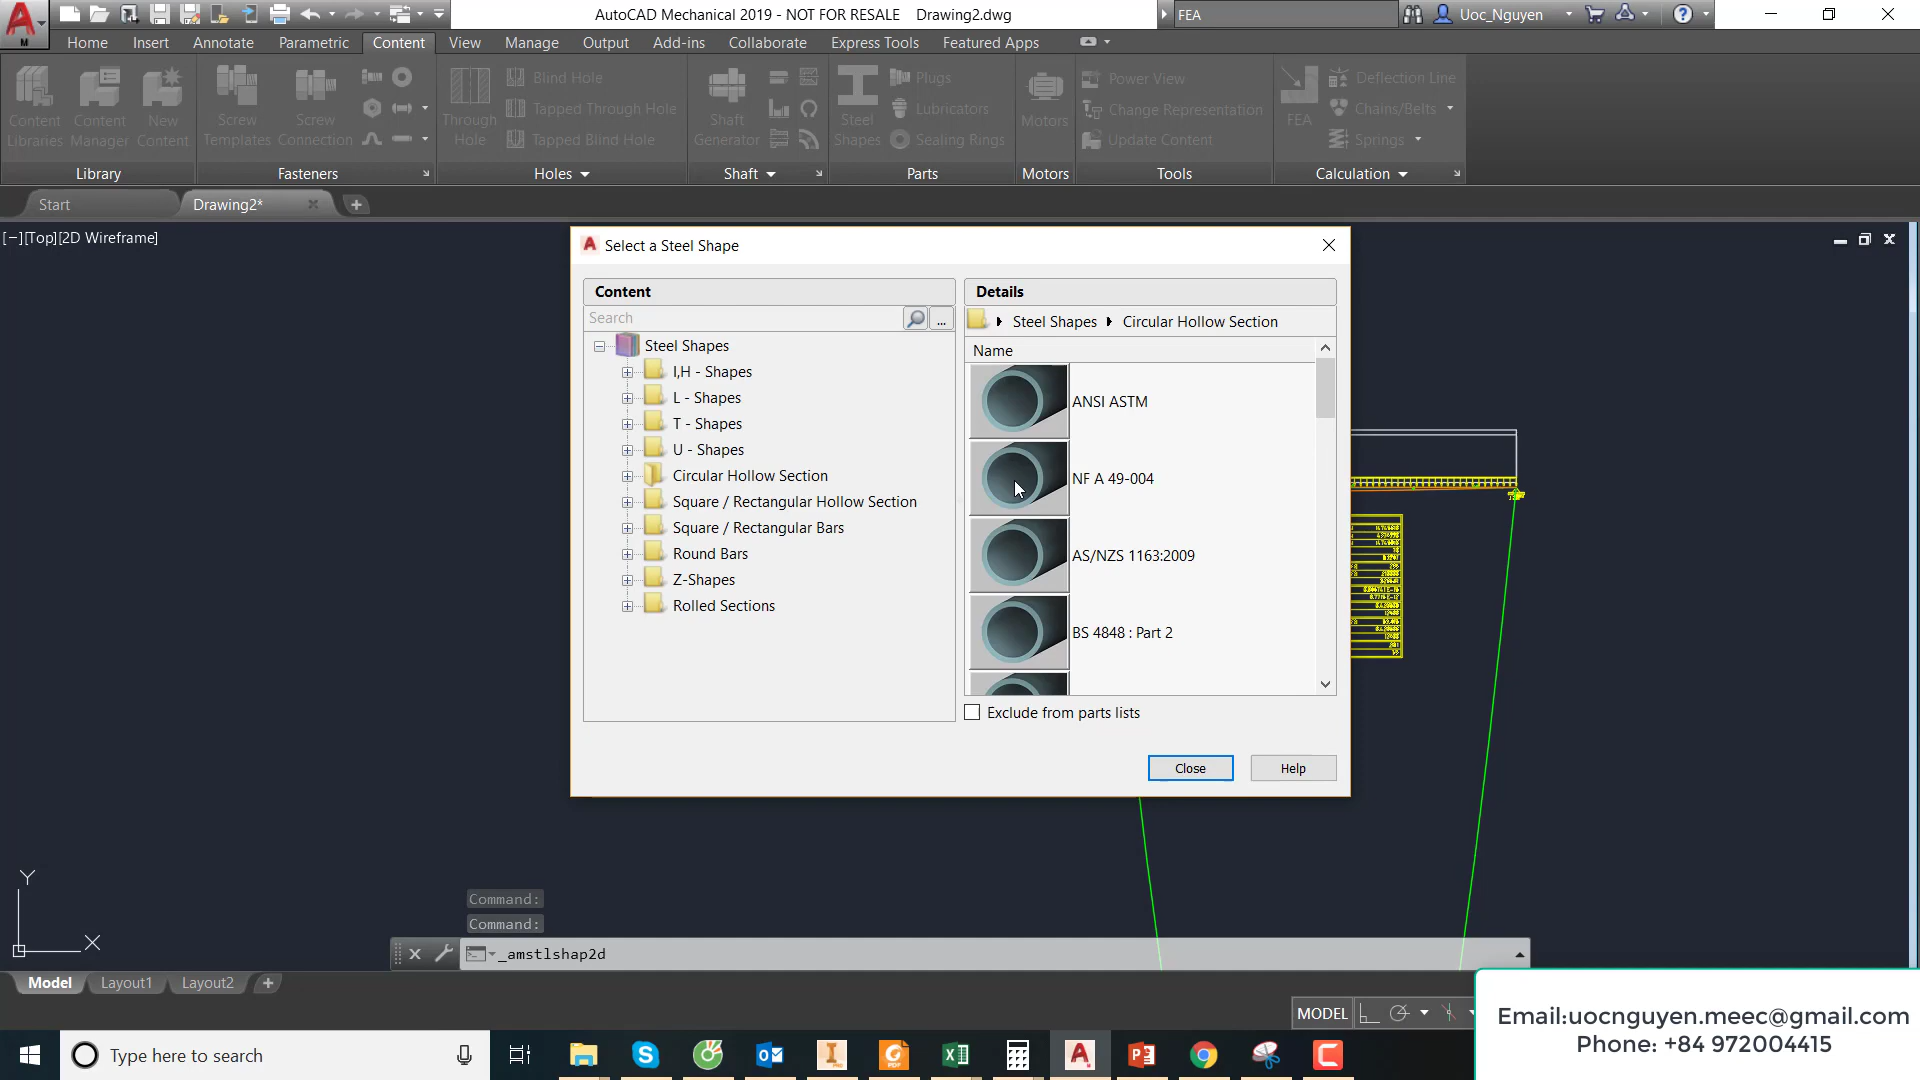 AutoCAD Mechanical 2019 - NOT FOR RESALE Drawing2.dwg
FEA
Uoc_Nguyen
M
Home Insert Annotate Parametric Content View Manage Output Add-ins Collaborate Express Tools Featured Apps
Content Libraries
Content Manager
New Content
Screw Templates
Screw Connection
Through Hole
Blind Hole
Tapped Through Hole
Tapped Blind Hole
Shaft Generator
Steel Shapes
Plugs
Lubricators
Sealing Rings
Motors
Power View
Change Representation
Update Content
FEA
Deflection Line
Chains/Belts
Springs
Library Fasteners Holes Shaft Parts Motors Tools Calculation
Start Drawing2* +
[−][Top][2D Wireframe]
Select a Steel Shape
Content
Search
...
Steel Shapes
I,H - Shapes
L - Shapes
T - Shapes
U - Shapes
Circular Hollow Section
Square / Rectangular Hollow Section
Square / Rectangular Bars
Round Bars
Z-Shapes
Rolled Sections
Details
Steel Shapes Circular Hollow Section
Name
ANSI ASTM
NF A 49-004
AS/NZS 1163:2009
BS 4848 : Part 2
Exclude from parts lists
Close Help
Y
X
Command:
Command:
_amstlshap2d
Model Layout1 Layout2 +
MODEL
Email:uocnguyen.meec@gmail.com
Phone: +84 972004415
Type here to search